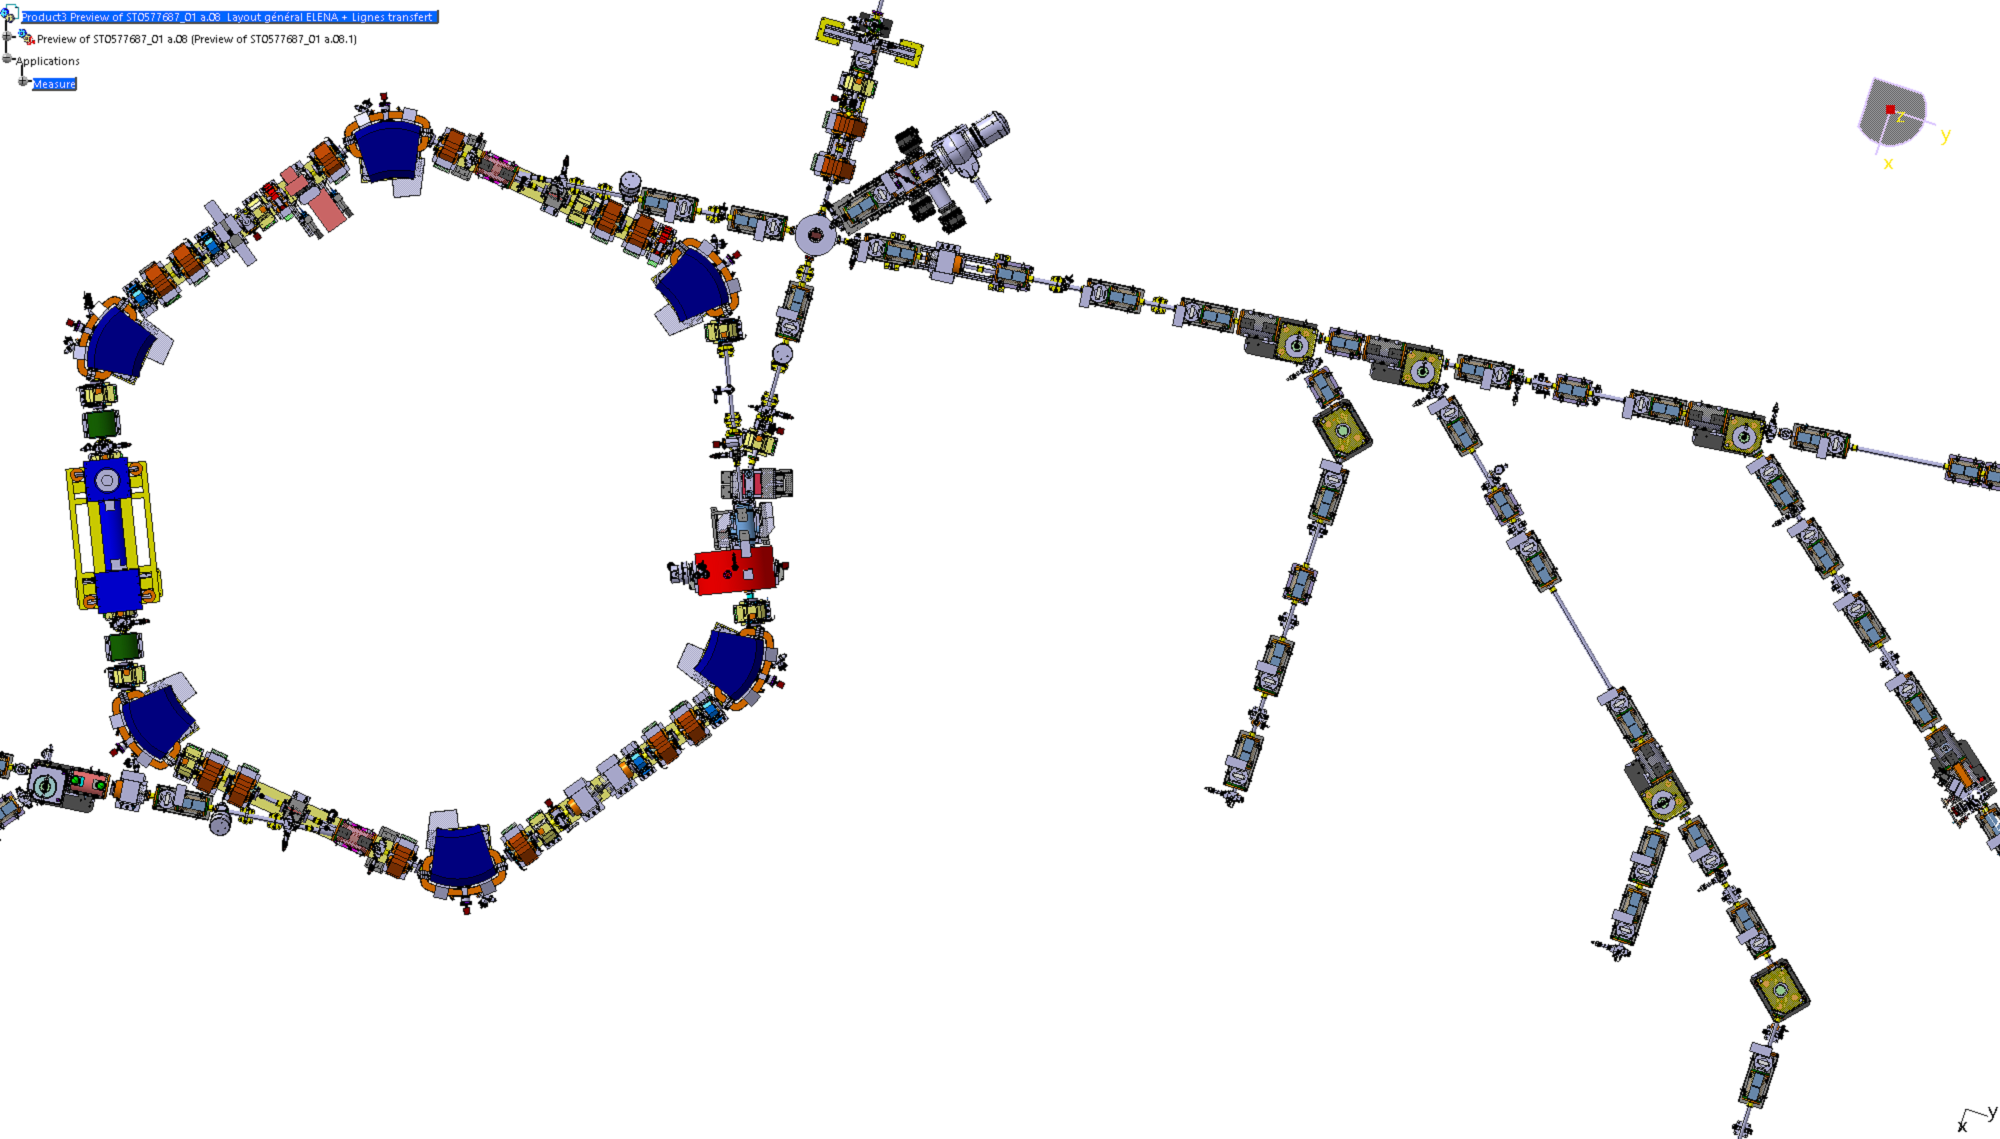 Product3 Preview of ST0577687_01 a.08 Layout général ELENA + Lignes transfert
Preview of ST0577687_01 a.08 (Preview of ST0577687_01 a.08.1)
Applications
Measure
z
y
x
y
x